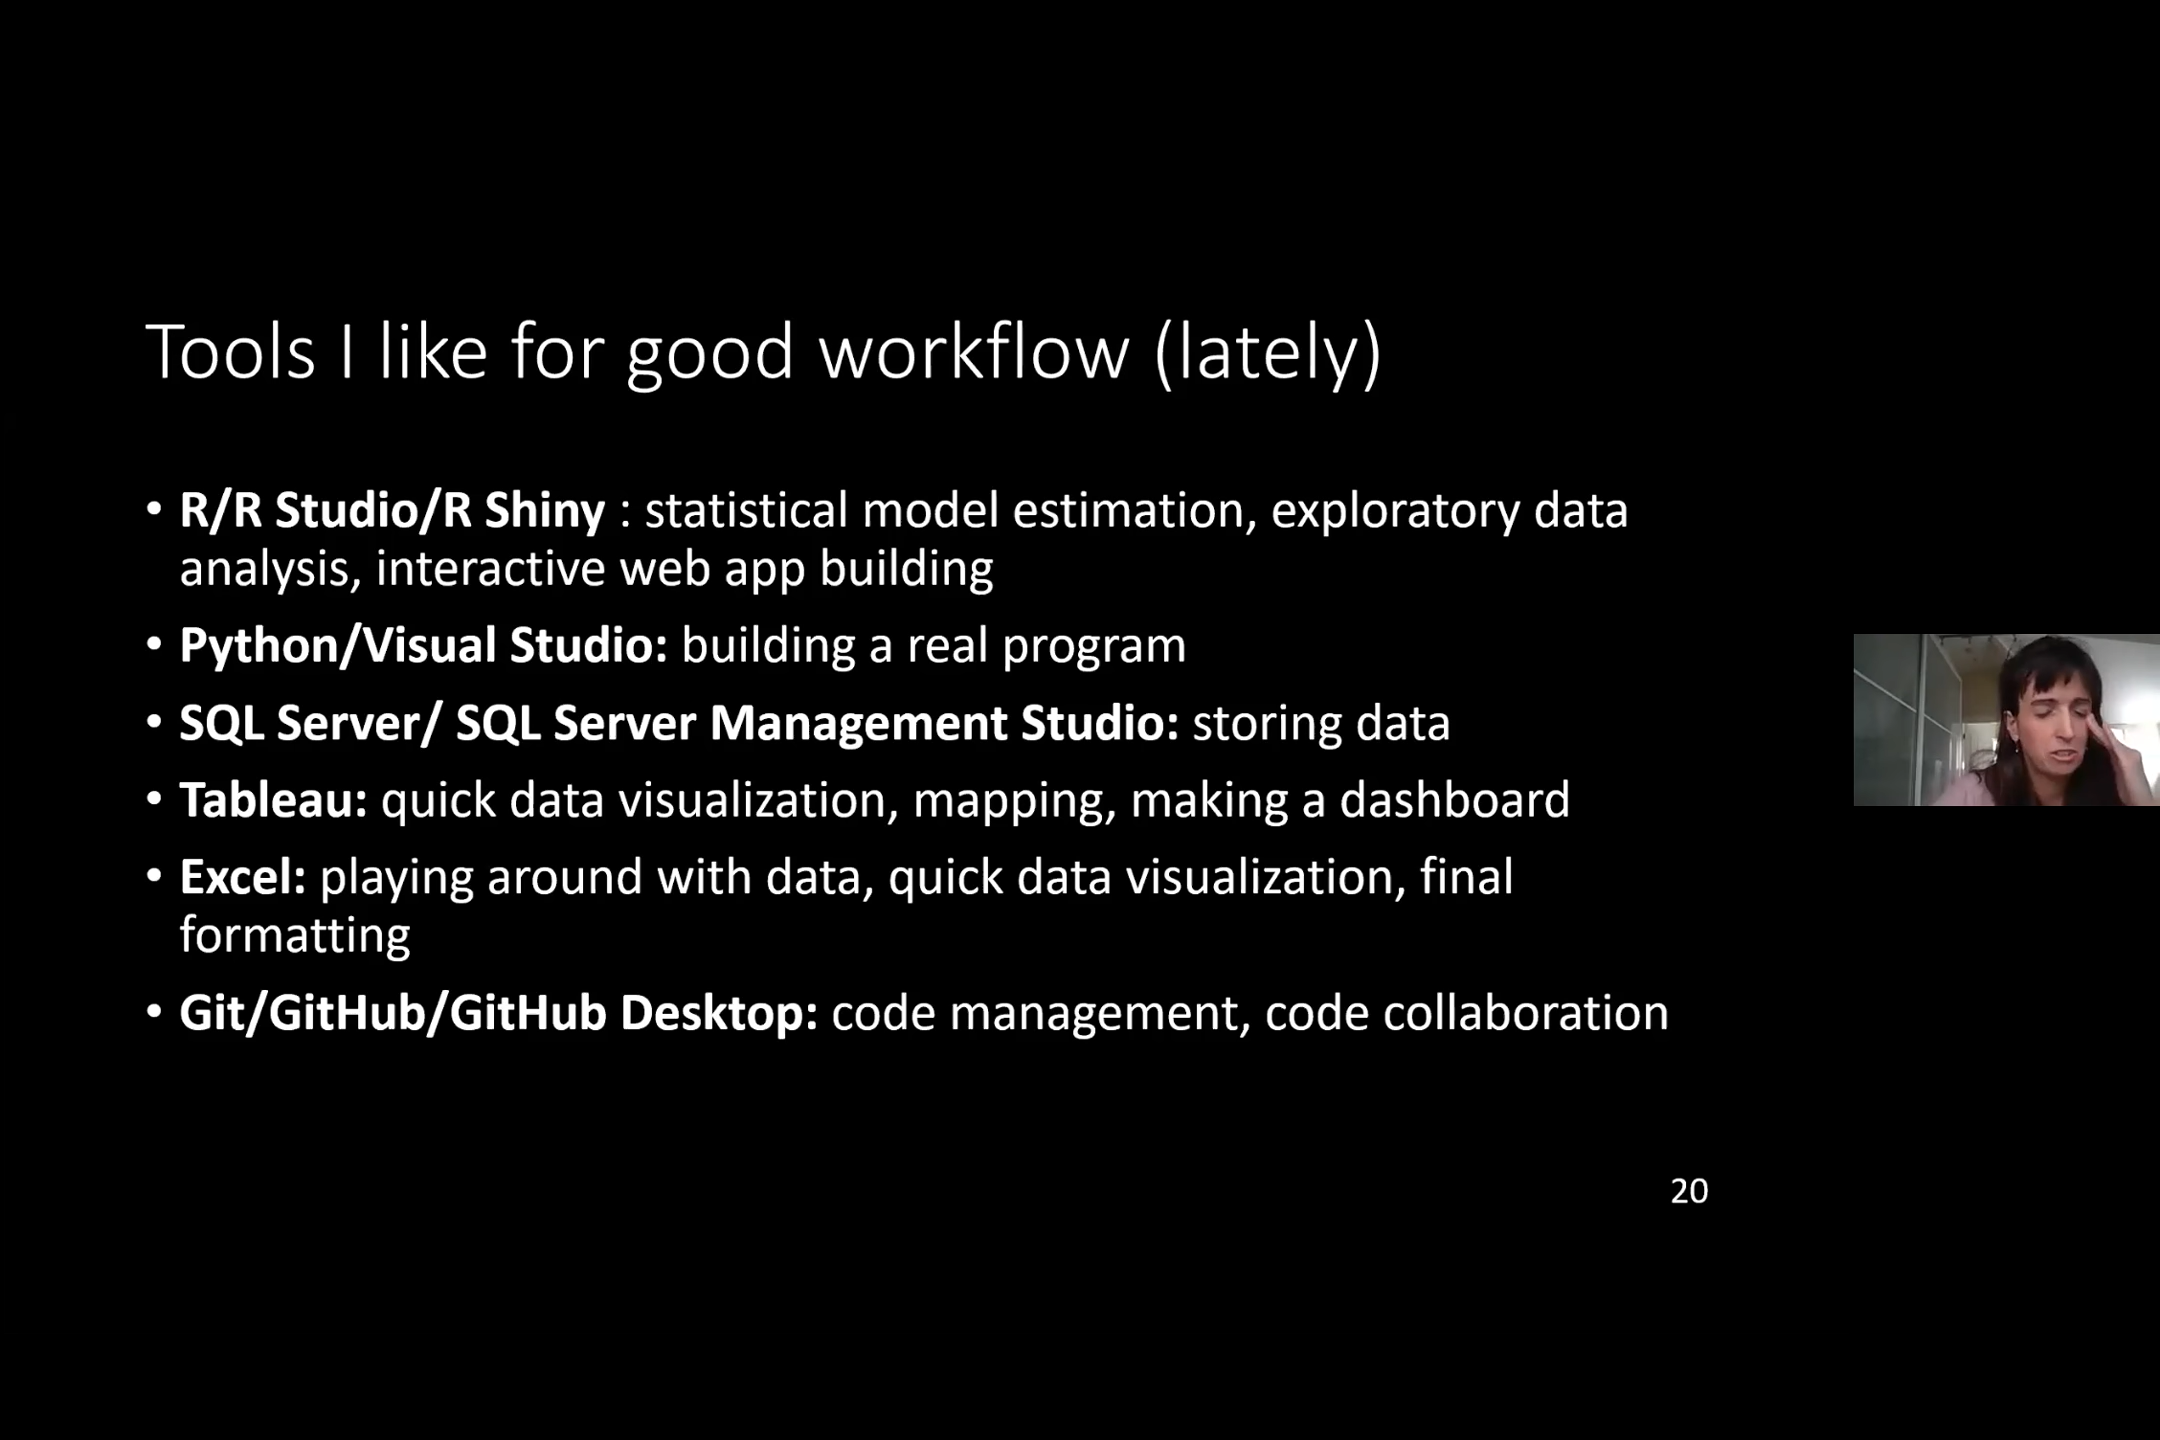 Tools I like for good workflow (lately)
• R/R Studio/R Shiny : statistical model estimation, exploratory data
analysis, interactive web app building
• Python/Visual Studio: building a real program
• SQL Server/ SQL Server Management Studio: storing data
• Tableau: quick data visualization, mapping, making a dashboard
• Excel: playing around with data, quick data visualization, final
formatting
• Git/GitHub/GitHub Desktop: code management, code collaboration
20